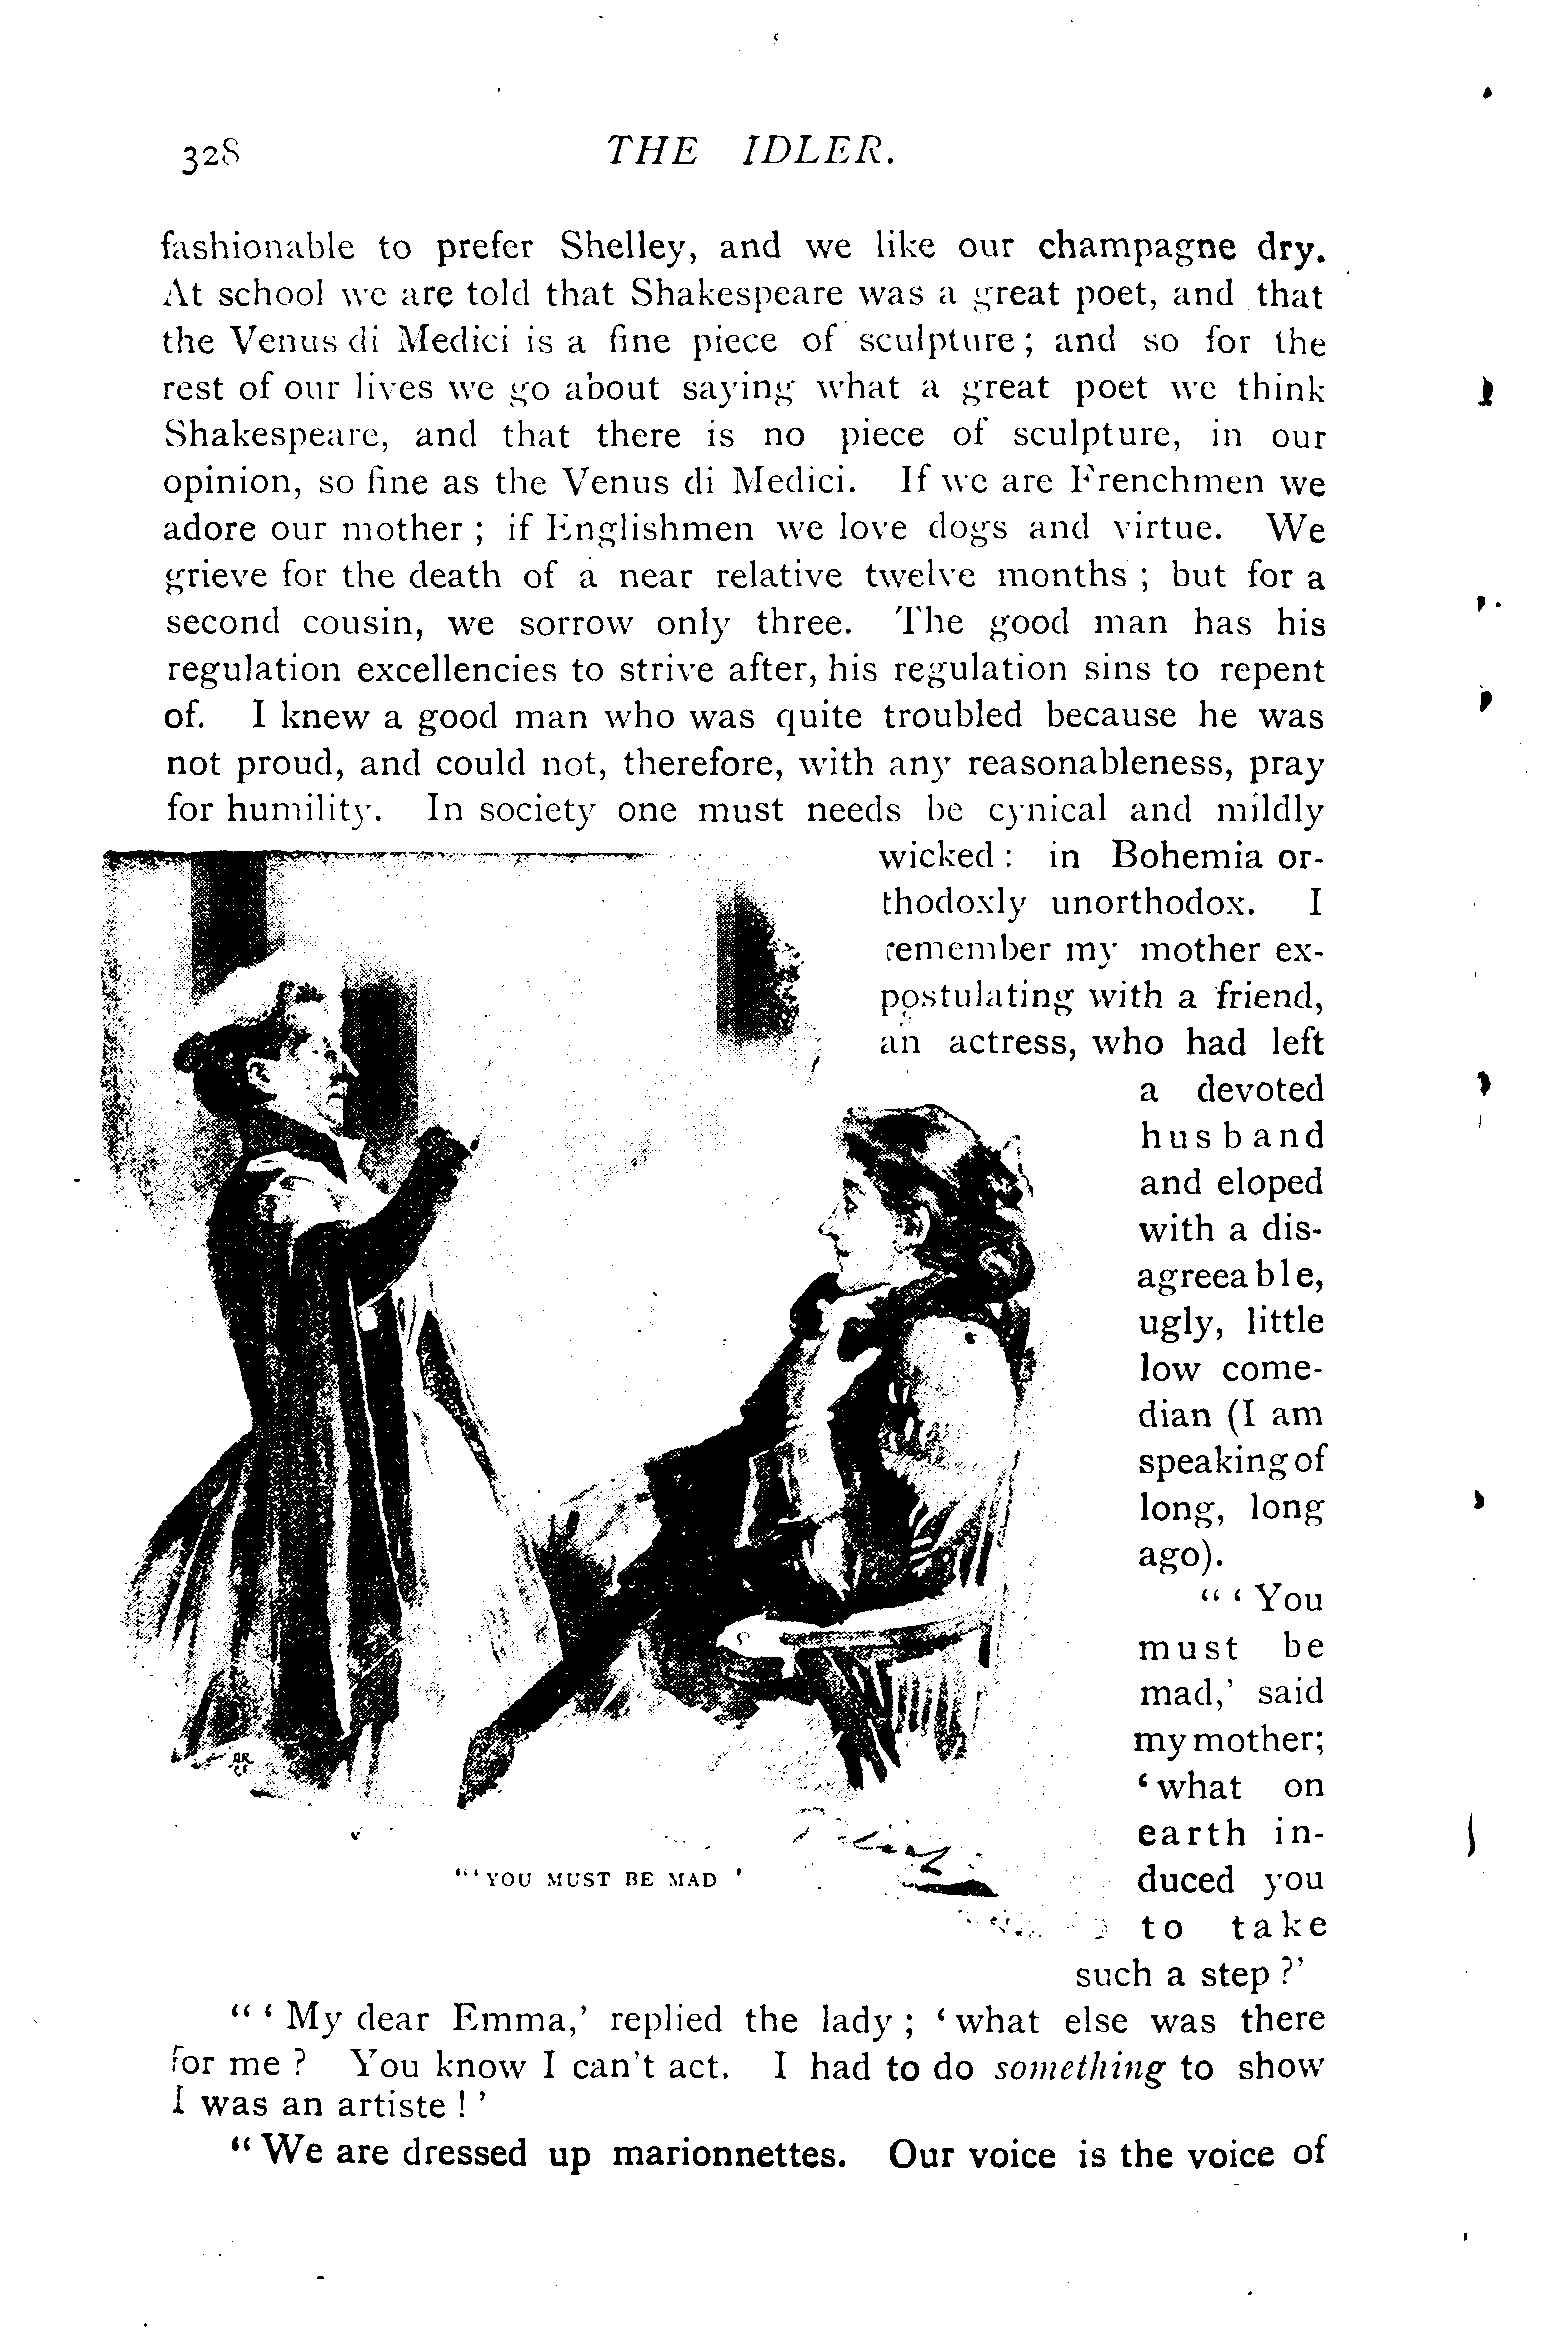 328 THE IDLER.
fashionable to prefer Shelley, and we like our champagne dry.
At school we are told that Shakespeare was a great poet, and that
the Venus di Medici is a fine piece of sculpture; and so for the
rest of our lives we go about saying what a great poet we think
Shakespeare, and that there is no piece of sculpture, in our
opinion, so fine as the Venus di Medici. If we are Frenchmen we
adore our mother; if Englishmen we love dogs and virtue. We
grieve for the death of a near relative twelve months; but for a
second cousin, we sorrow only three. The good man has his
regulation excellencies to strive after, his regulation sins to repent
of. I knew a good man who was quite troubled because he was
not proud, and could not, therefore, with any reasonableness, pray
for humility. In society one must needs be cynical and mildly
wicked: in Bohemia or-
thodoxly unorthodox. I
remember my mother ex-
postulating with a friend,
an actress, who had left
a devoted
husband
and eloped
with a dis-
agreeable,
ugly, little
low come-
dian (I am
speaking of
long, long
ago).
"'You
must be
mad,' said
my mother;
'what on
earth in-
duced you
to take
such a step?'
"'YOU MUST BE MAD '
"'My dear Emma,' replied the lady; 'what else was there
for me? You know I can't act. I had to do something to show
I was an artiste!'
"We are dressed up marionnettes. Our voice is the voice of